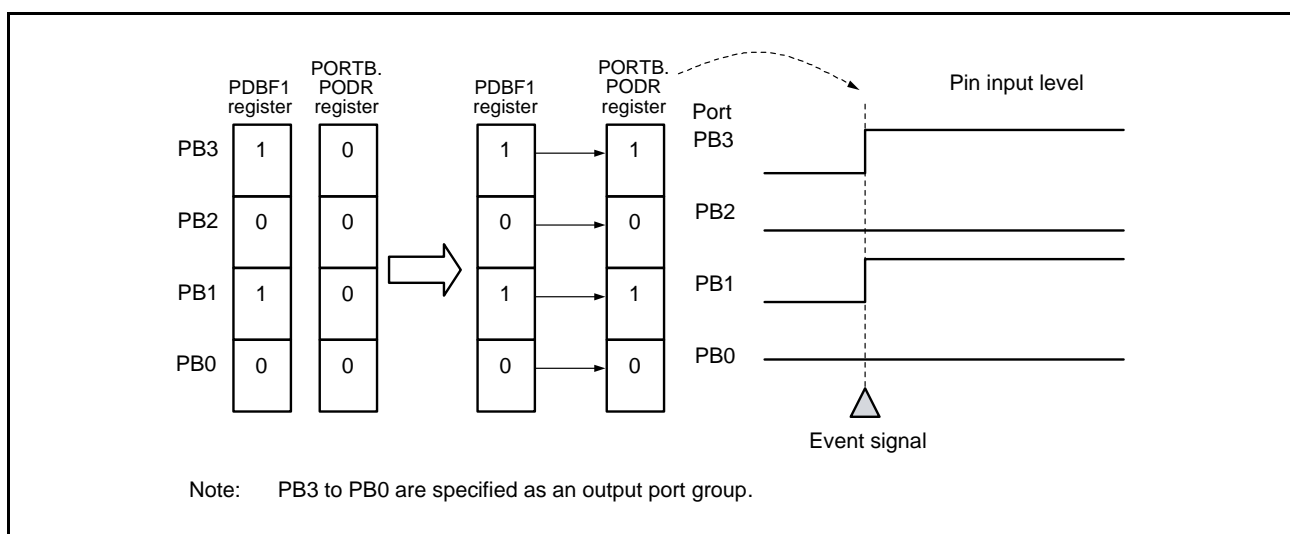 PDBF1
register
PORTB.
PODR
register
PDBF1
register
PORTB.
PODR
register
Pin input level
Port
PB3 1 0 1 1 PB3
PB2 0 0 0 0 PB2
PB1 1 0 1 1 PB1
PB0 0 0 0 0 PB0
Event signal
Note: PB3 to PB0 are specified as an output port group.